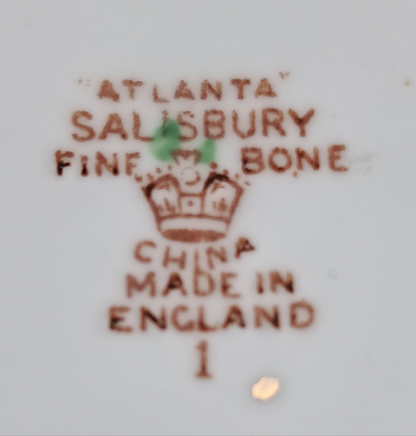 "ATLANTA"
SALISBURY
FINE BONE
CHINA
MADE IN
ENGLAND
1